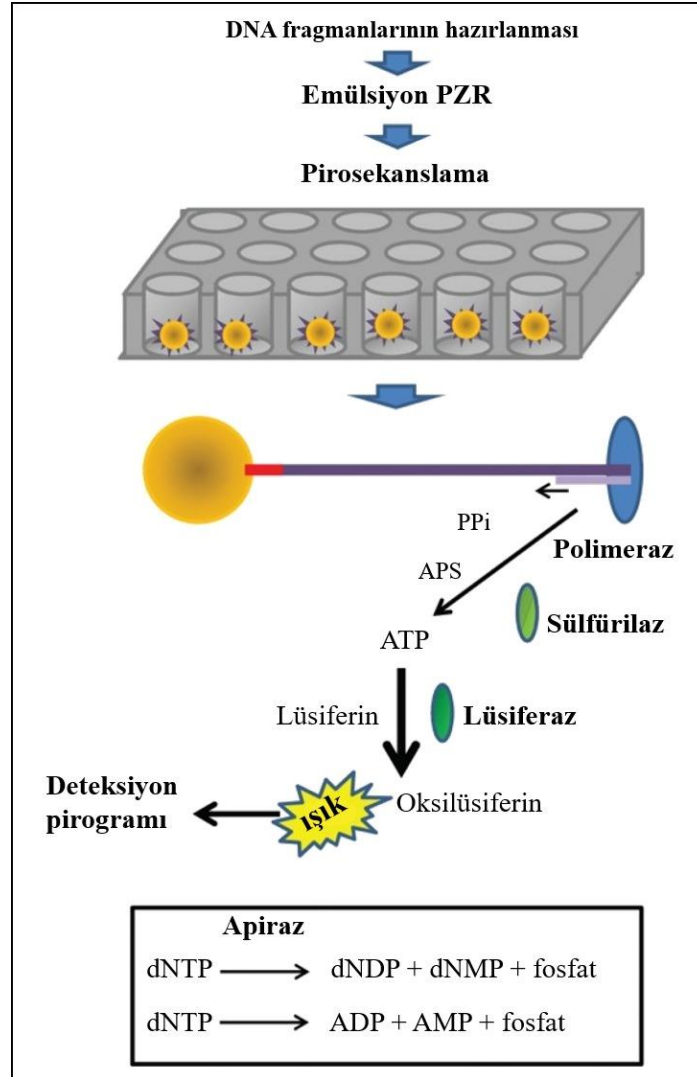 DNA fragmanlarının hazırlanması
Emülsiyon PZR
Pirosekanslama
PPi
Polimeraz
APS
Sülfürilaz
ATP
Lüsiferin
Lüsiferaz
Deteksiyon
pirogramı
ışık
Oksilüsiferin
Apiraz
dNTP dNDP + dNMP + fosfat
dNTP ADP + AMP + fosfat